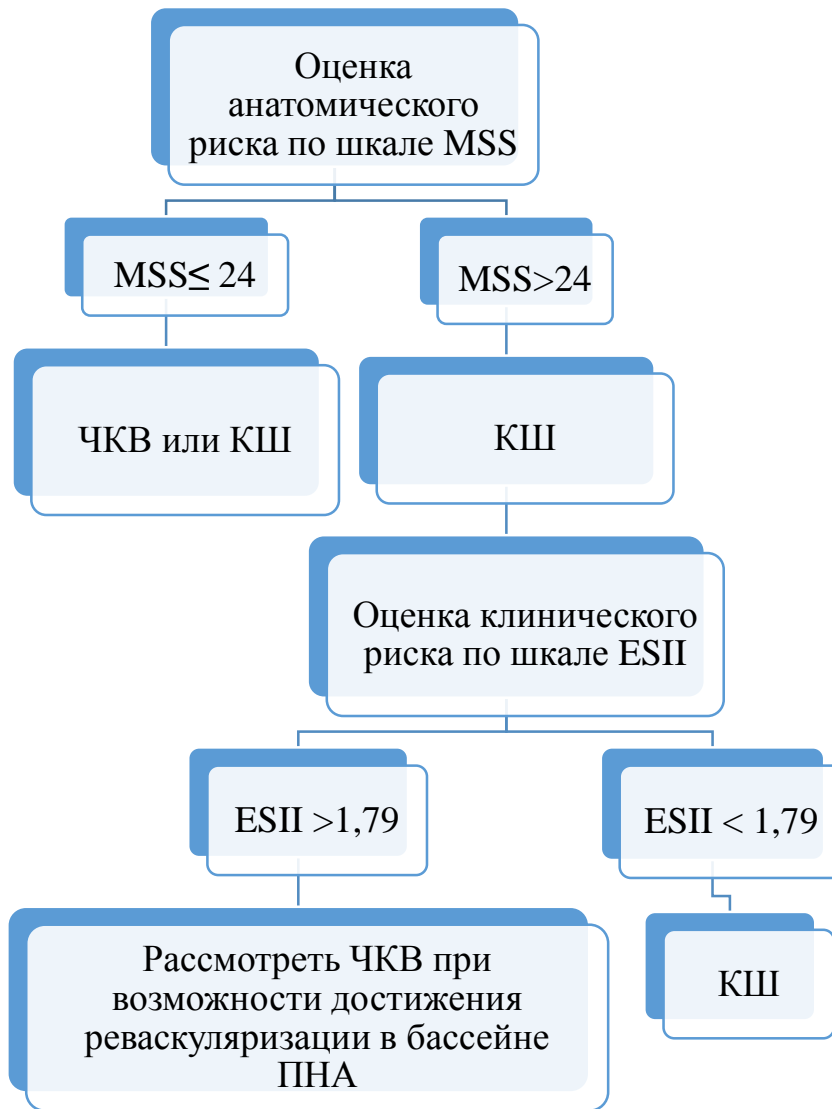 Оценка
анатомического
риска по шкале MSS
MSS≤ 24
MSS>24
ЧКВ или КШ
КШ
Оценка клинического
риска по шкале ESII
ESII >1,79
ESII < 1,79
Рассмотреть ЧКВ при
возможности достижения
реваскуляризации в бассейне
ПНА
КШ